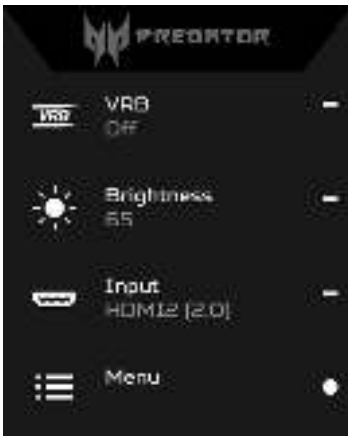 PREDATOR
VRB
VRB
Off
Brightness
65
Input
HDMI2 (2.0)
Menu